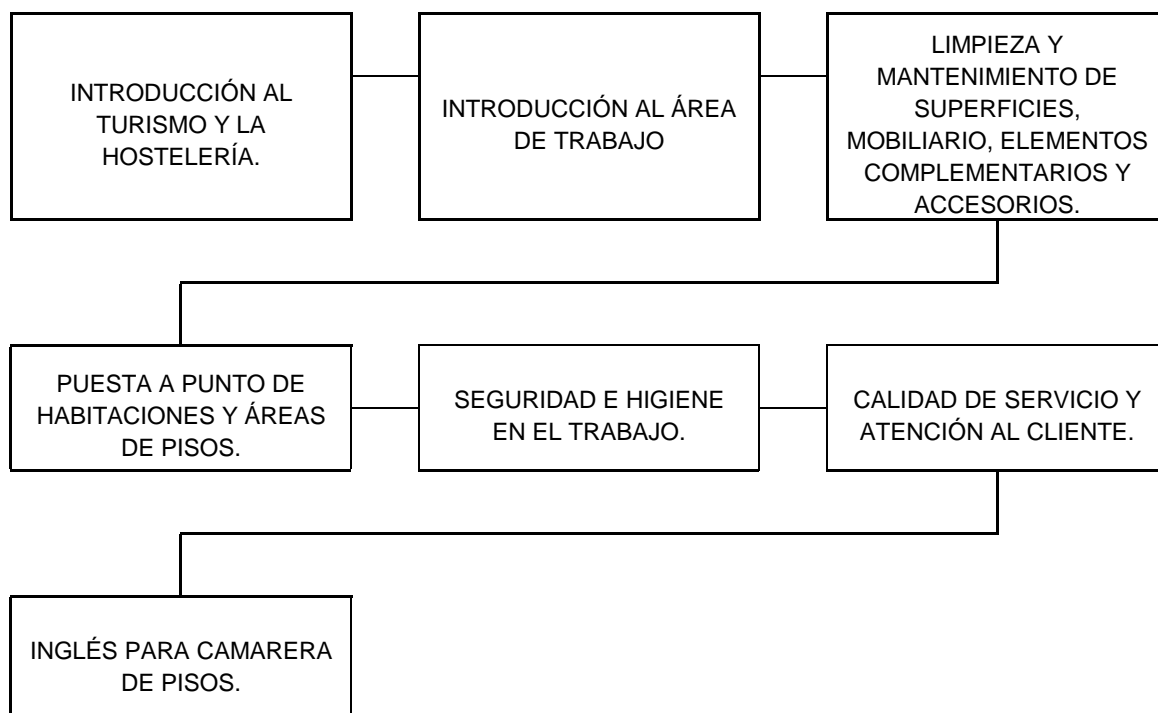 INTRODUCCIÓN AL
TURISMO Y LA
HOSTELERÍA.
INTRODUCCIÓN AL ÁREA
DE TRABAJO
LIMPIEZA Y
MANTENIMIENTO DE
SUPERFICIES,
MOBILIARIO, ELEMENTOS
COMPLEMENTARIOS Y
ACCESORIOS.
PUESTA A PUNTO DE
HABITACIONES Y ÁREAS
DE PISOS.
SEGURIDAD E HIGIENE
EN EL TRABAJO.
CALIDAD DE SERVICIO Y
ATENCIÓN AL CLIENTE.
INGLÉS PARA CAMARERA
DE PISOS.